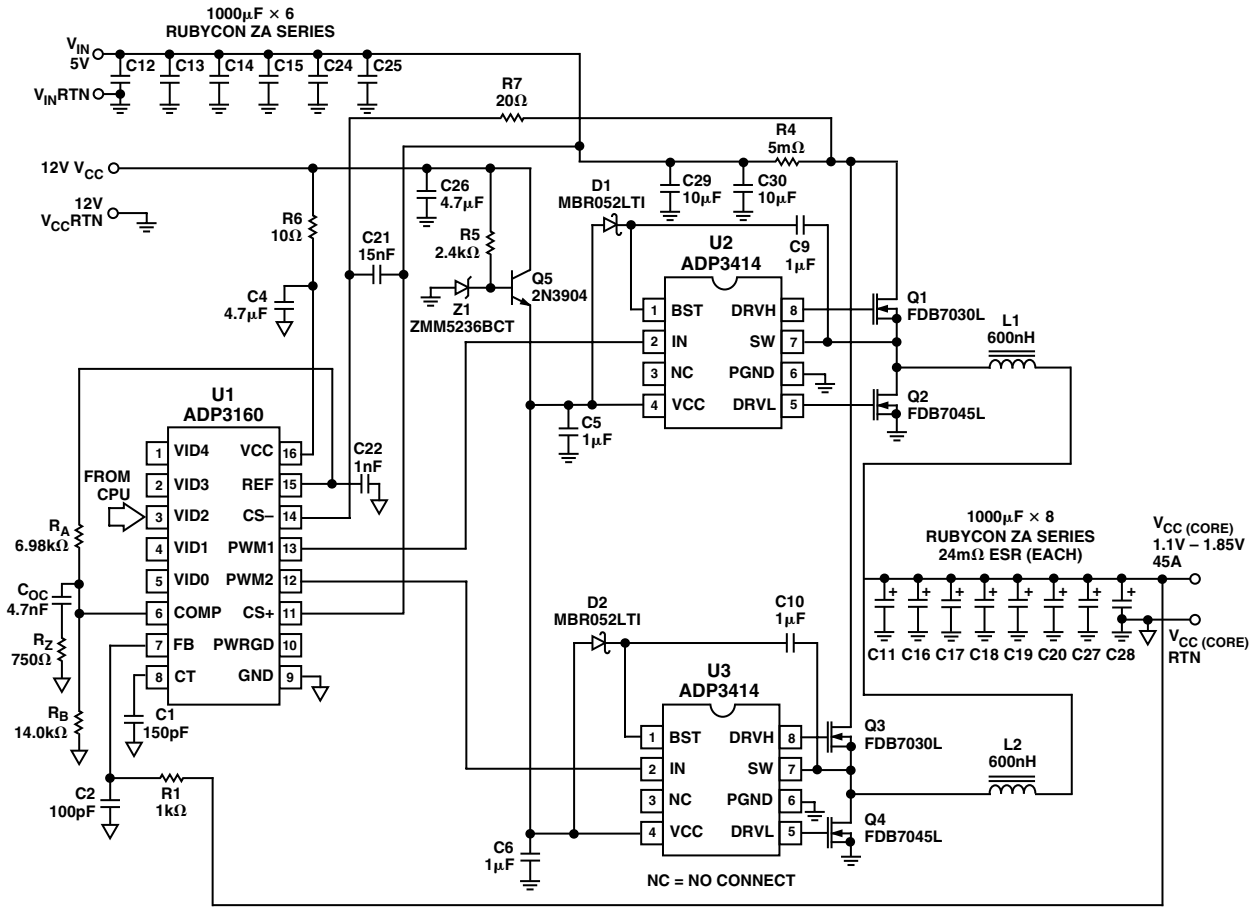 1000μF × 6
RUBYCON ZA SERIES
VIN
5V
C12
C13
C14
C15
C24
C25
VINRTN
R7
20Ω
12V VCC
12V
VCCRTN
R6
10Ω
C26
4.7μF
R5
2.4kΩ
C21
15nF
Q5
2N3904
Z1
ZMM5236BCT
C4
4.7μF
R4
5mΩ
C29
10μF
C30
10μF
D1
MBR052LTI
C9
1μF
U2
ADP3414
1 BST DRVH 8
2 IN SW 7
3 NC PGND 6
4 VCC DRVL 5
Q1
FDB7030L
L1
600nH
Q2
FDB7045L
C5
1μF
U1
ADP3160
1 VID4 VCC 16
2 VID3 REF 15
3 VID2 CS– 14
4 VID1 PWM1 13
5 VID0 PWM2 12
6 COMP CS+ 11
7 FB PWRGD 10
8 CT GND 9
FROM
CPU
C22
1nF
RA
6.98kΩ
COC
4.7nF
RZ
750Ω
RB
14.0kΩ
C1
150pF
C2
100pF
R1
1kΩ
1000μF × 8
RUBYCON ZA SERIES
24mΩ ESR (EACH)
VCC (CORE)
1.1V – 1.85V
45A
+ + + + + + + +
C11 C16 C17 C18 C19 C20 C27 C28
VCC (CORE)
RTN
D2
MBR052LTI
C10
1μF
U3
ADP3414
1 BST DRVH 8
2 IN SW 7
3 NC PGND 6
4 VCC DRVL 5
Q3
FDB7030L
L2
600nH
Q4
FDB7045L
C6
1μF
NC = NO CONNECT